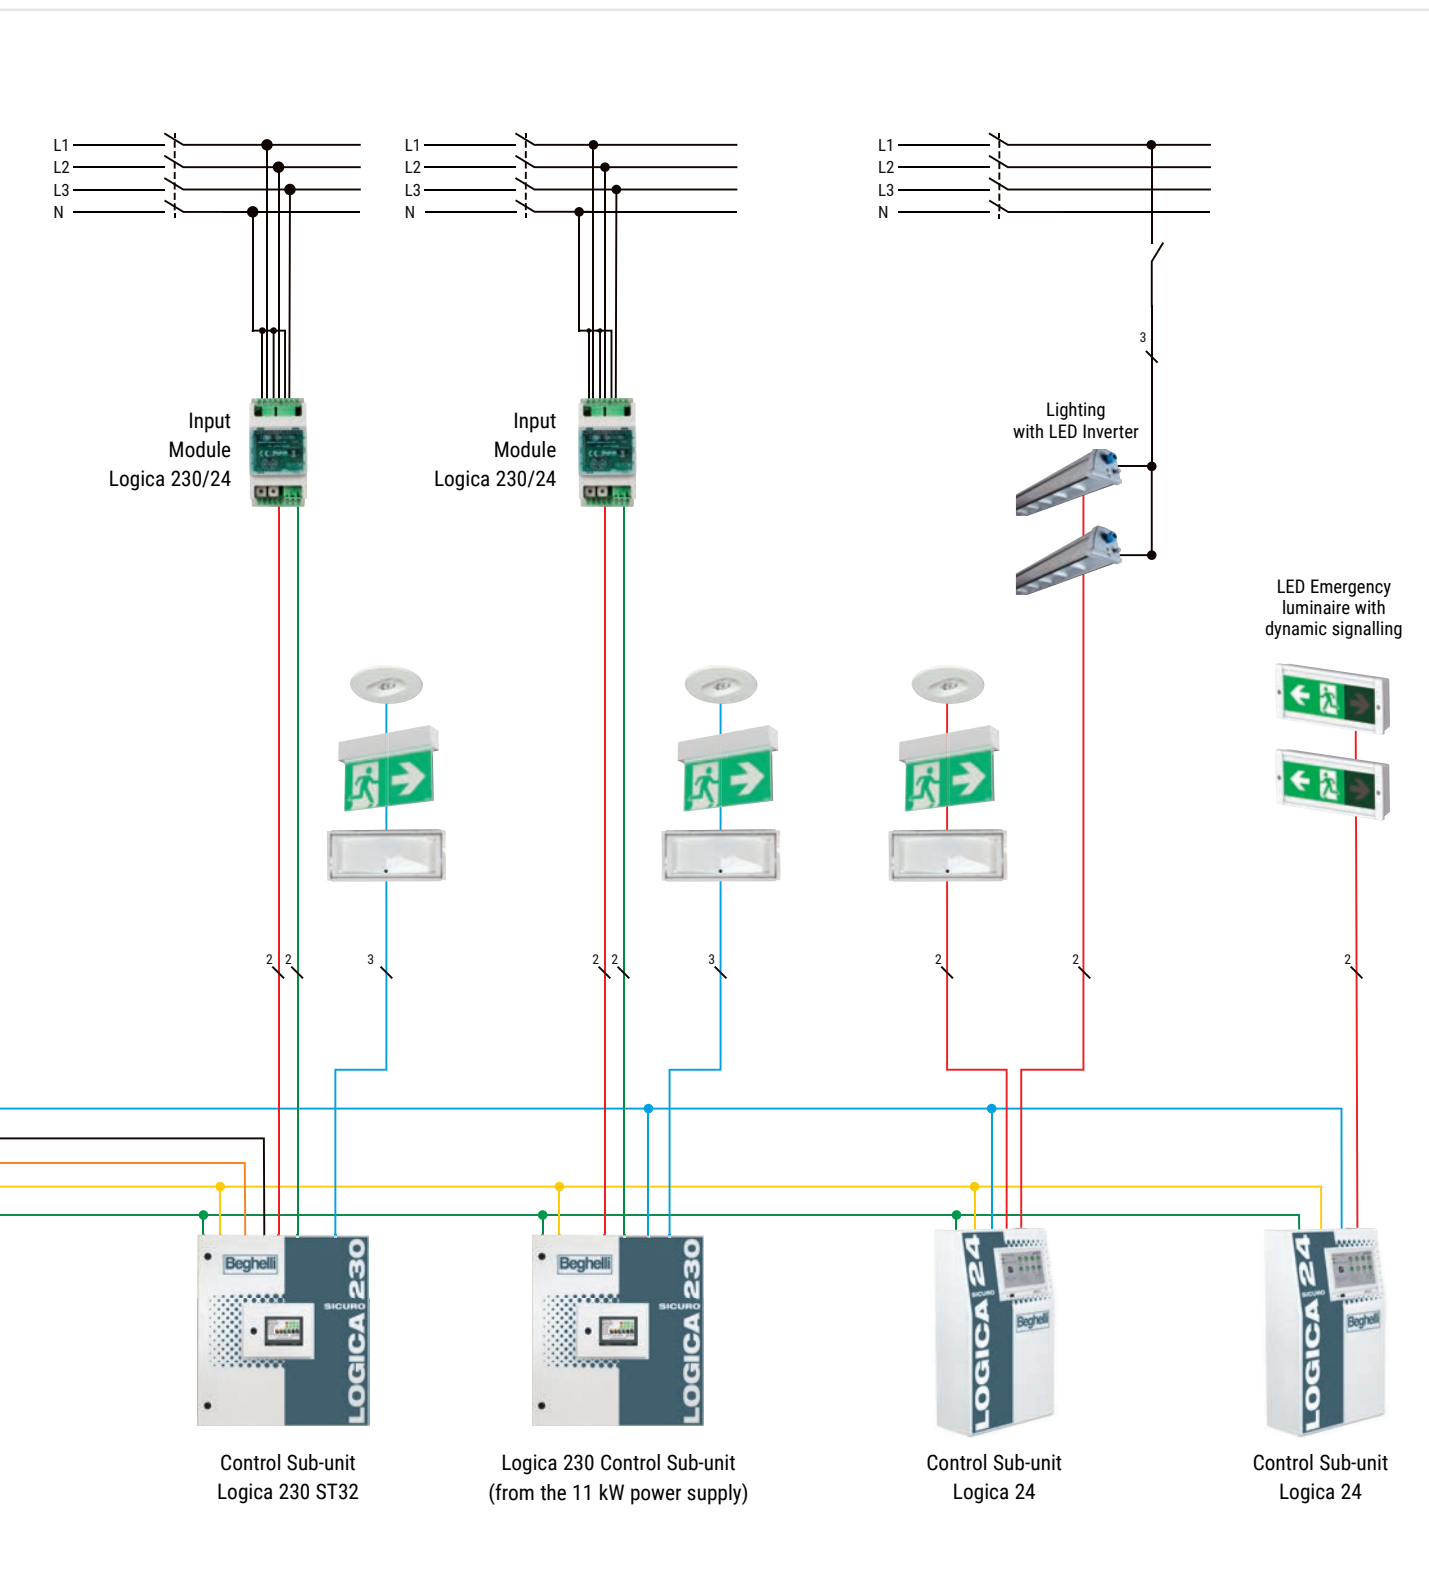 L1
L2
L3
N
L1
L2
L3
N
L1
L2
L3
N
3
Input
Module
Logica 230/24
Input
Module
Logica 230/24
Lighting
with LED Inverter
LED Emergency
luminaire with
dynamic signalling
2
2
3
2
2
3
2
2
2
Beghelli
SICURO
LOGICA 230
Beghelli
SICURO
LOGICA 230
SICURO
LOGICA 24
Beghelli
SICURO
LOGICA 24
Beghelli
Control Sub-unit
Logica 230 ST32
Logica 230 Control Sub-unit
(from the 11 kW power supply)
Control Sub-unit
Logica 24
Control Sub-unit
Logica 24